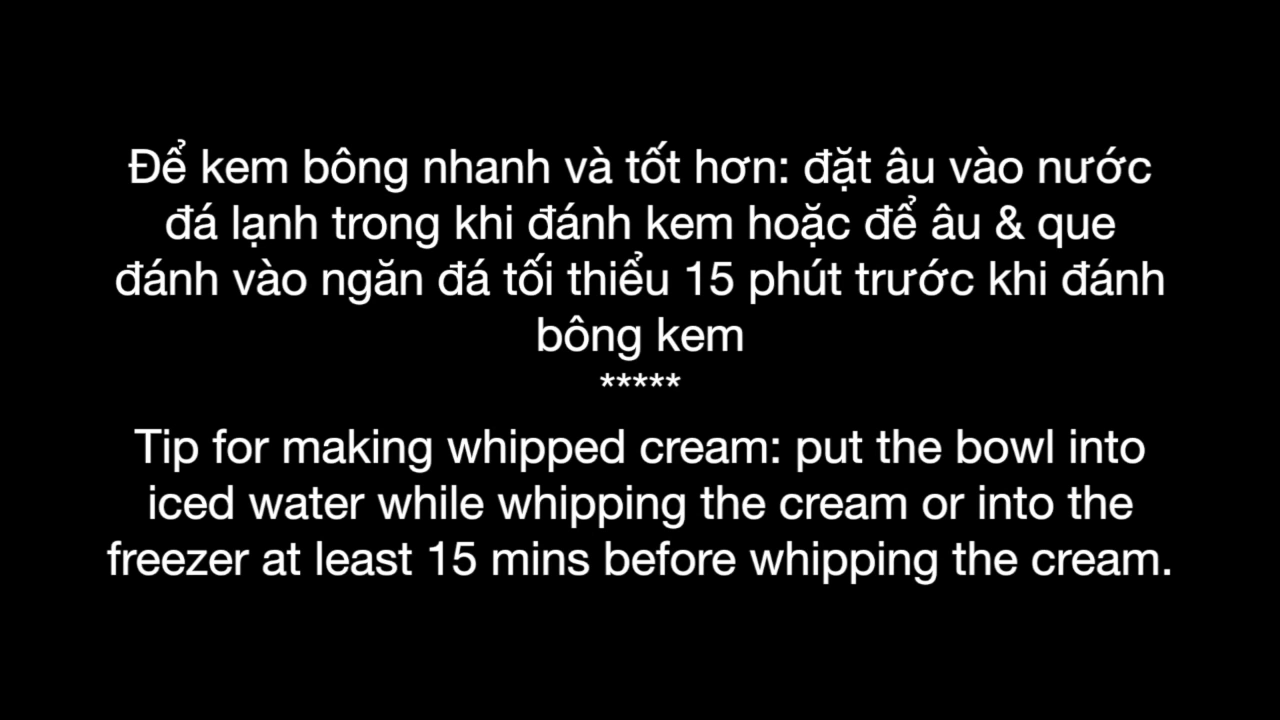 Để kem bông nhanh và tốt hơn: đặt âu vào nước
đá lạnh trong khi đánh kem hoặc để âu & que
đánh vào ngăn đá tối thiểu 15 phút trước khi đánh
bông kem
*****
Tip for making whipped cream: put the bowl into
iced water while whipping the cream or into the
freezer at least 15 mins before whipping the cream.